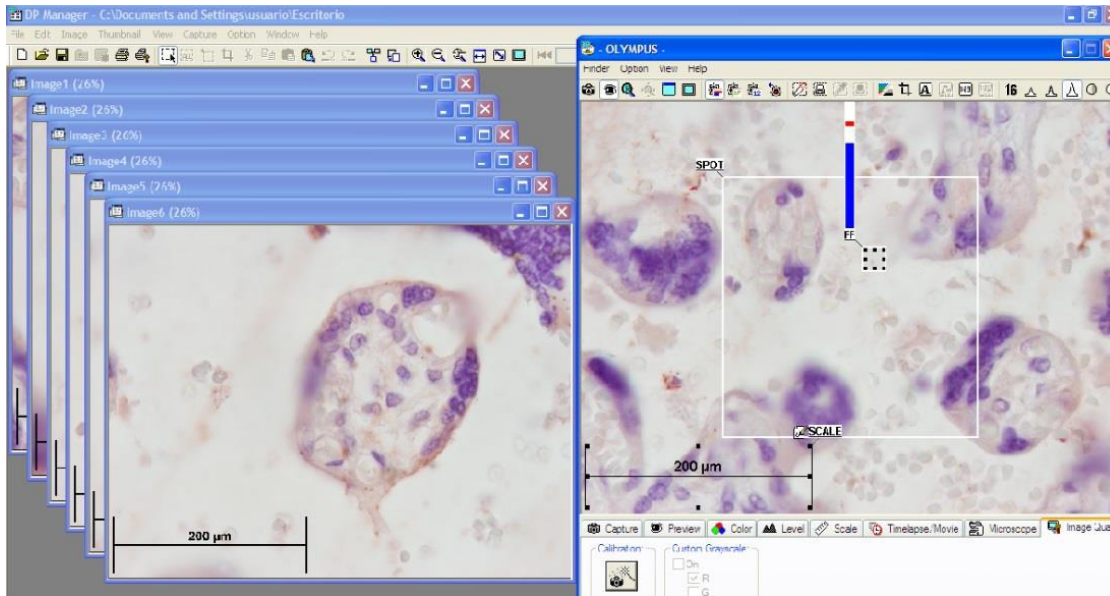 DP Manager - C:\Documents and Settings\usuario\Escritorio
File Edit Image Thumbnail View Capture Option Window Help
Image1 (26%)
Image2 (26%)
Image3 (26%)
Image4 (26%)
Image5 (26%)
Image6 (26%)
200 µm
- OLYMPUS -
Finder Option View Help
16
SPOT
FF
SCALE
200 µm
Capture Preview Color Level Scale Timelapse/Movie Microscope Image Qua
Calibration Custom Grayscale
On
R
G